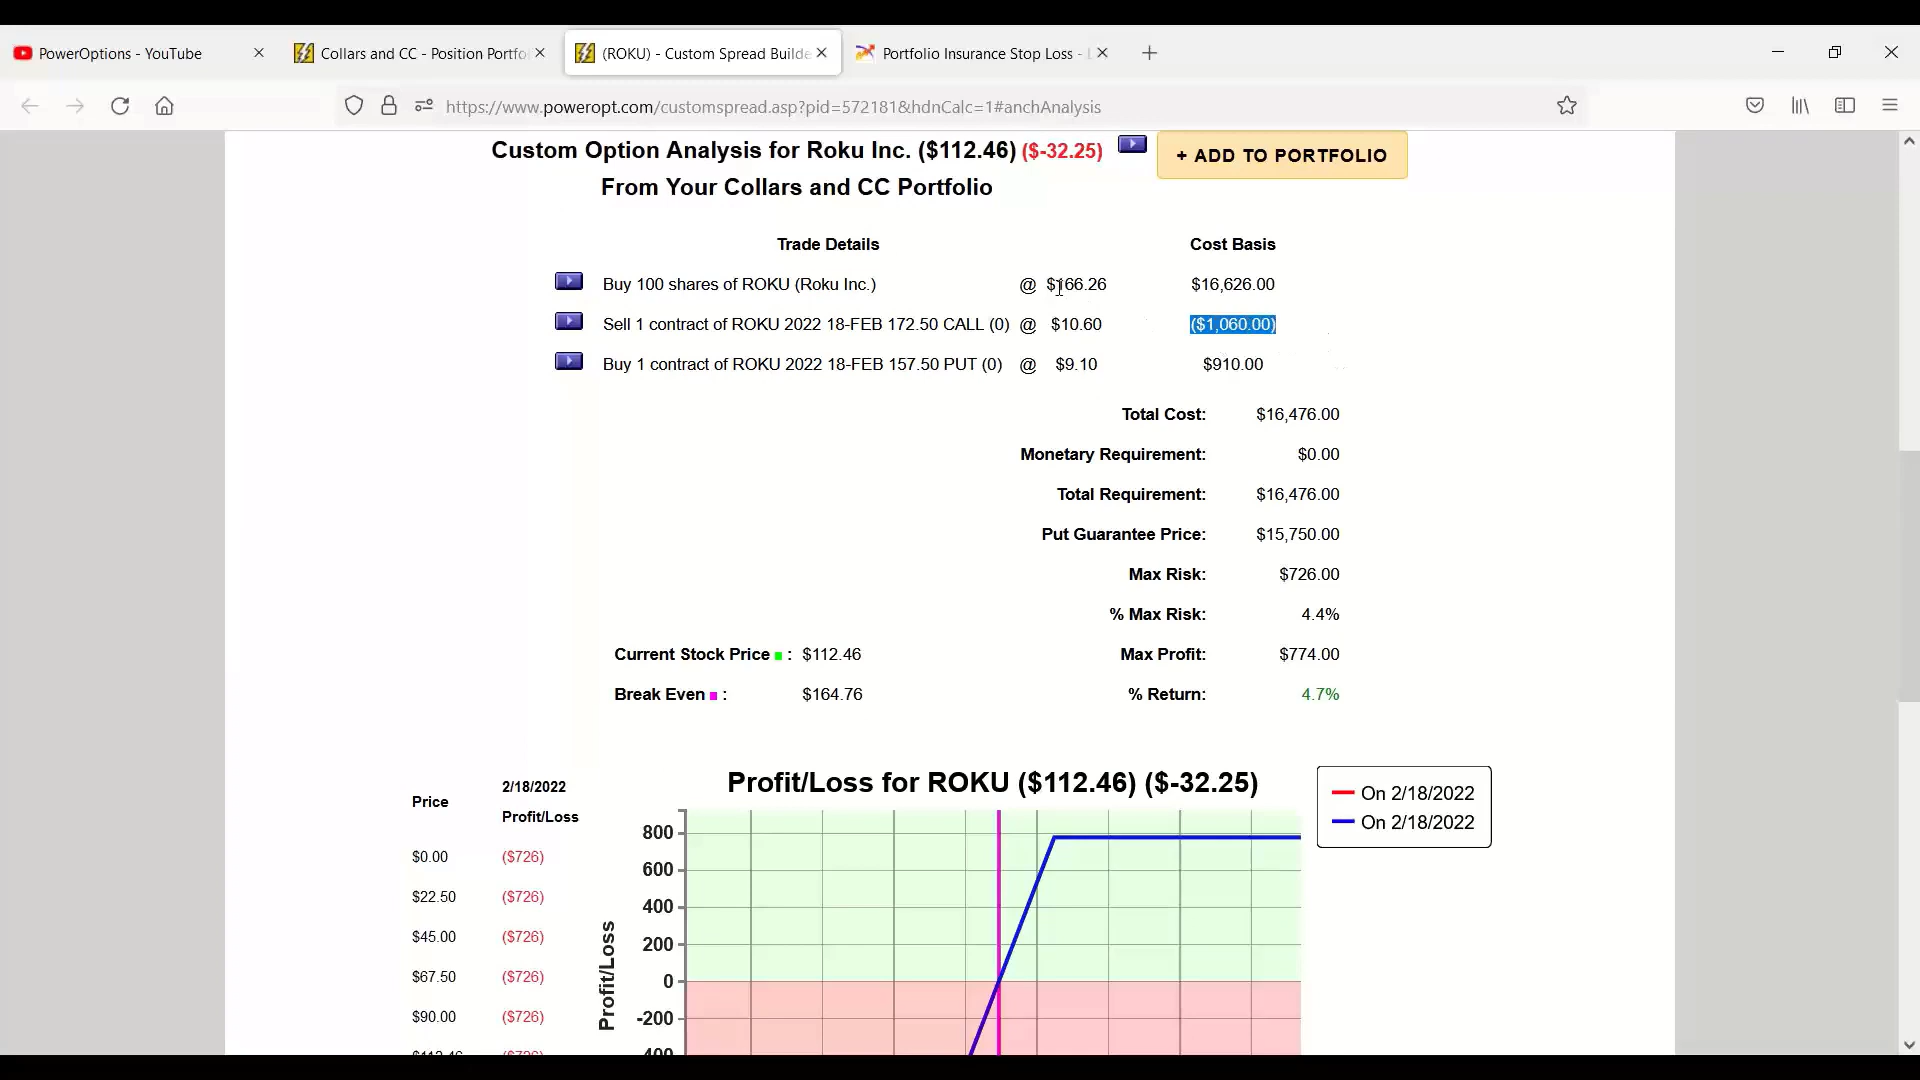 PowerOptions - YouTube
Collars and CC - Position Portfo
(ROKU) - Custom Spread Builde
Portfolio Insurance Stop Loss -
https://www.poweropt.com/customspread.asp?pid=572181&hdnCalc=1#anchAnalysis
Custom Option Analysis for Roku Inc. ($112.46) ($-32.25)
+ ADD TO PORTFOLIO
From Your Collars and CC Portfolio
Trade Details Cost Basis
Buy 100 shares of ROKU (Roku Inc.) @ $166.26 $16,626.00
Sell 1 contract of ROKU 2022 18-FEB 172.50 CALL (0) @ $10.60 ($1,060.00)
Buy 1 contract of ROKU 2022 18-FEB 157.50 PUT (0) @ $9.10 $910.00
Total Cost: $16,476.00
Monetary Requirement: $0.00
Total Requirement: $16,476.00
Put Guarantee Price: $15,750.00
Max Risk: $726.00
% Max Risk: 4.4%
Current Stock Price : $112.46 Max Profit: $774.00
Break Even : $164.76 % Return: 4.7%
Profit/Loss for ROKU ($112.46) ($-32.25)
On 2/18/2022
On 2/18/2022
Price 2/18/2022 Profit/Loss
$0.00 ($726)
$22.50 ($726)
$45.00 ($726)
$67.50 ($726)
$90.00 ($726)
Profit/Loss
800
600
400
200
0
-200